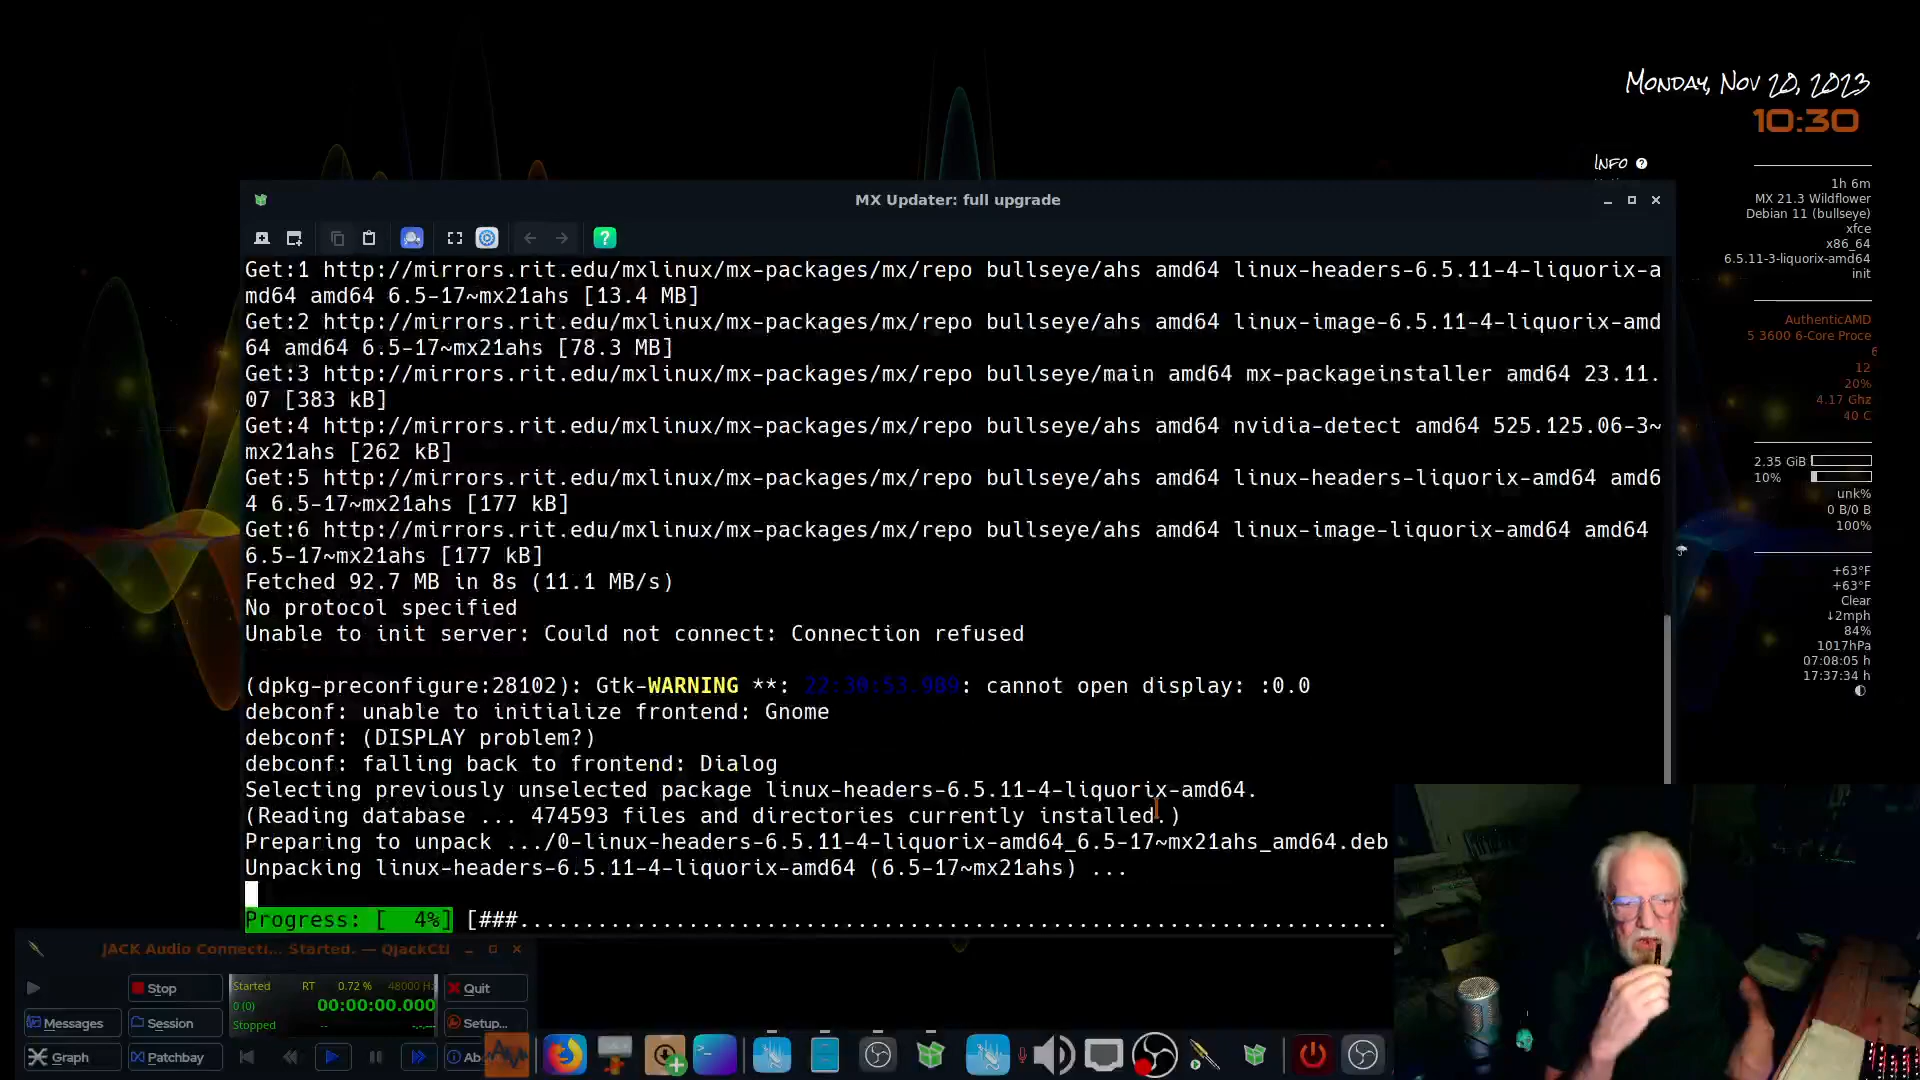 Monday, Nov 20, 2023
10:30
Info ?
1h 6m
MX 21.3 Wildflower
Debian 11 (bullseye)
xfce
x86_64
6.5.11-3-liquorix-amd64
init
AuthenticAMD
5 3600 6-Core Proce
6
12
20%
4.17 Ghz
40 C
2.35 GiB
10%
unk%
0 B/0 B
100%
+63°F
+63°F
Clear
↓2mph
84%
1017hPa
07:08:05 h
17:37:34 h
MX Updater: full upgrade
Get:1 http://mirrors.rit.edu/mxlinux/mx-packages/mx/repo bullseye/ahs amd64 linux-headers-6.5.11-4-liquorix-a
md64 amd64 6.5-17~mx21ahs [13.4 MB]
Get:2 http://mirrors.rit.edu/mxlinux/mx-packages/mx/repo bullseye/ahs amd64 linux-image-6.5.11-4-liquorix-amd
64 amd64 6.5-17~mx21ahs [78.3 MB]
Get:3 http://mirrors.rit.edu/mxlinux/mx-packages/mx/repo bullseye/main amd64 mx-packageinstaller amd64 23.11.
07 [383 kB]
Get:4 http://mirrors.rit.edu/mxlinux/mx-packages/mx/repo bullseye/ahs amd64 nvidia-detect amd64 525.125.06-3~
mx21ahs [262 kB]
Get:5 http://mirrors.rit.edu/mxlinux/mx-packages/mx/repo bullseye/ahs amd64 linux-headers-liquorix-amd64 amd6
4 6.5-17~mx21ahs [177 kB]
Get:6 http://mirrors.rit.edu/mxlinux/mx-packages/mx/repo bullseye/ahs amd64 linux-image-liquorix-amd64 amd64
6.5-17~mx21ahs [177 kB]
Fetched 92.7 MB in 8s (11.1 MB/s)
No protocol specified
Unable to init server: Could not connect: Connection refused
(dpkg-preconfigure:28102): Gtk-WARNING **: 22:30:53.989: cannot open display: :0.0
debconf: unable to initialize frontend: Gnome
debconf: (DISPLAY problem?)
debconf: falling back to frontend: Dialog
Selecting previously unselected package linux-headers-6.5.11-4-liquorix-amd64.
(Reading database ... 474593 files and directories currently installed.)
Preparing to unpack .../0-linux-headers-6.5.11-4-liquorix-amd64_6.5-17~mx21ahs_amd64.deb
Unpacking linux-headers-6.5.11-4-liquorix-amd64 (6.5-17~mx21ahs) ...
Progress: [  4%] [###......................................................................
JACK Audio Connecti... Started. — QjackCtl
Stop
Started RT 0.72 % 48000 Hz
0 (0) 00:00:00.000
Stopped -- -.-.---
Quit
Messages
Session
Setup...
Graph
Patchbay
Ab